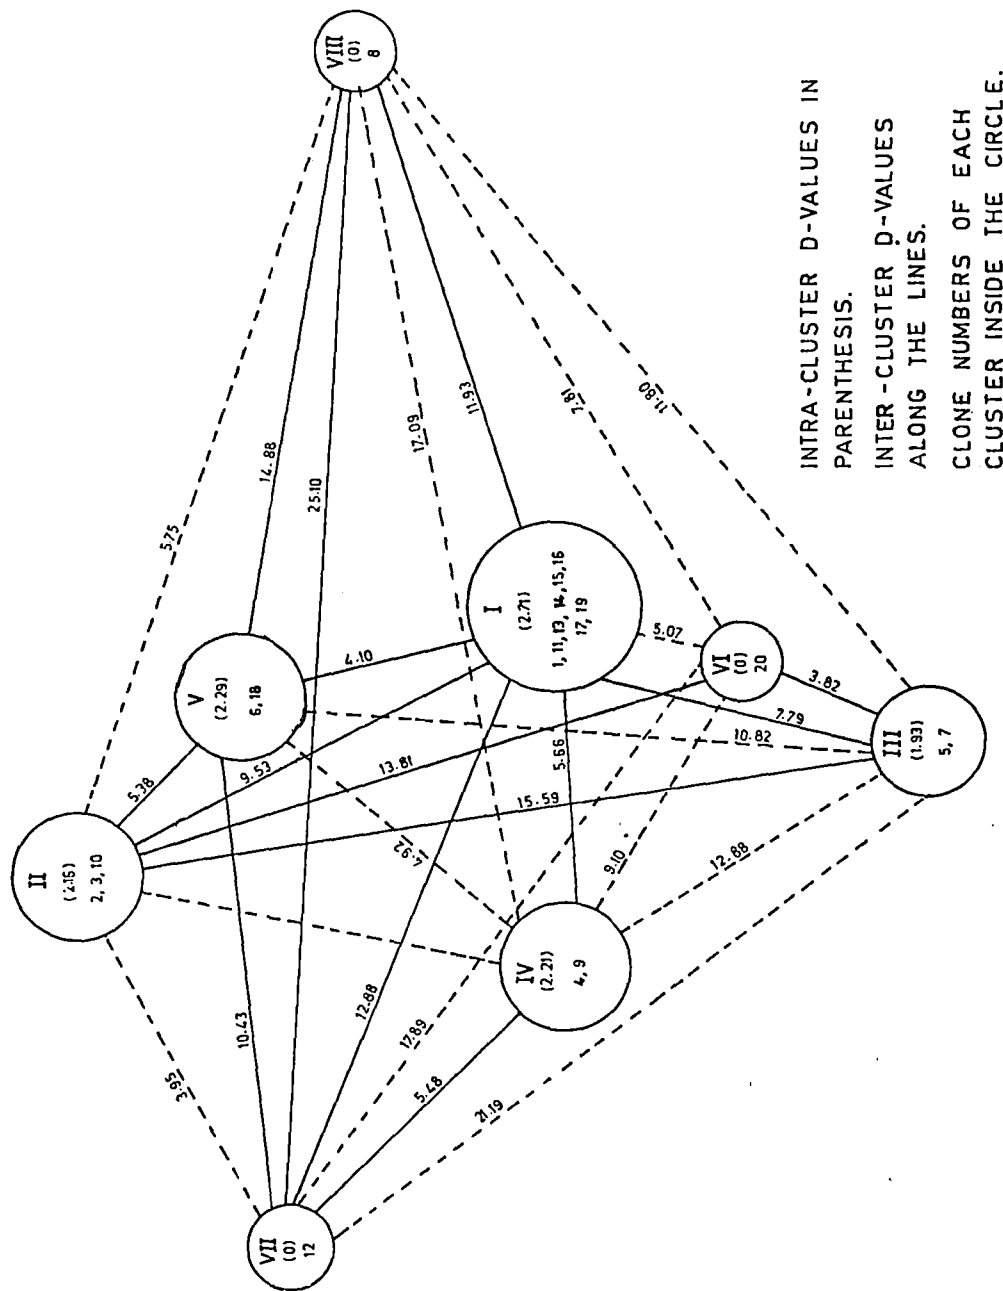 VIII
(0)
8
5.75
14.88
25.10
17.09
11.93
7.81
11.80
V
(2.29)
6, 18
I
(2.71)
1, 11, 13, 14, 15, 16
17, 19
4.10
5.07
VI
(0)
20
3.82
7.79
10.82
III
(1.93)
5, 7
II
2, 3, 10
5.38
9.53
13.81
15.59
5.66
4.92
9.10
12.88
IV
(2.21)
4, 9
3.95
10.43
12.88
17.89
5.48
21.19
VII
(0)
12
INTRA-CLUSTER D-VALUES IN
PARENTHESIS.
INTER-CLUSTER D-VALUES
ALONG THE LINES.
CLONE NUMBERS OF EACH
CLUSTER INSIDE THE CIRCLE.